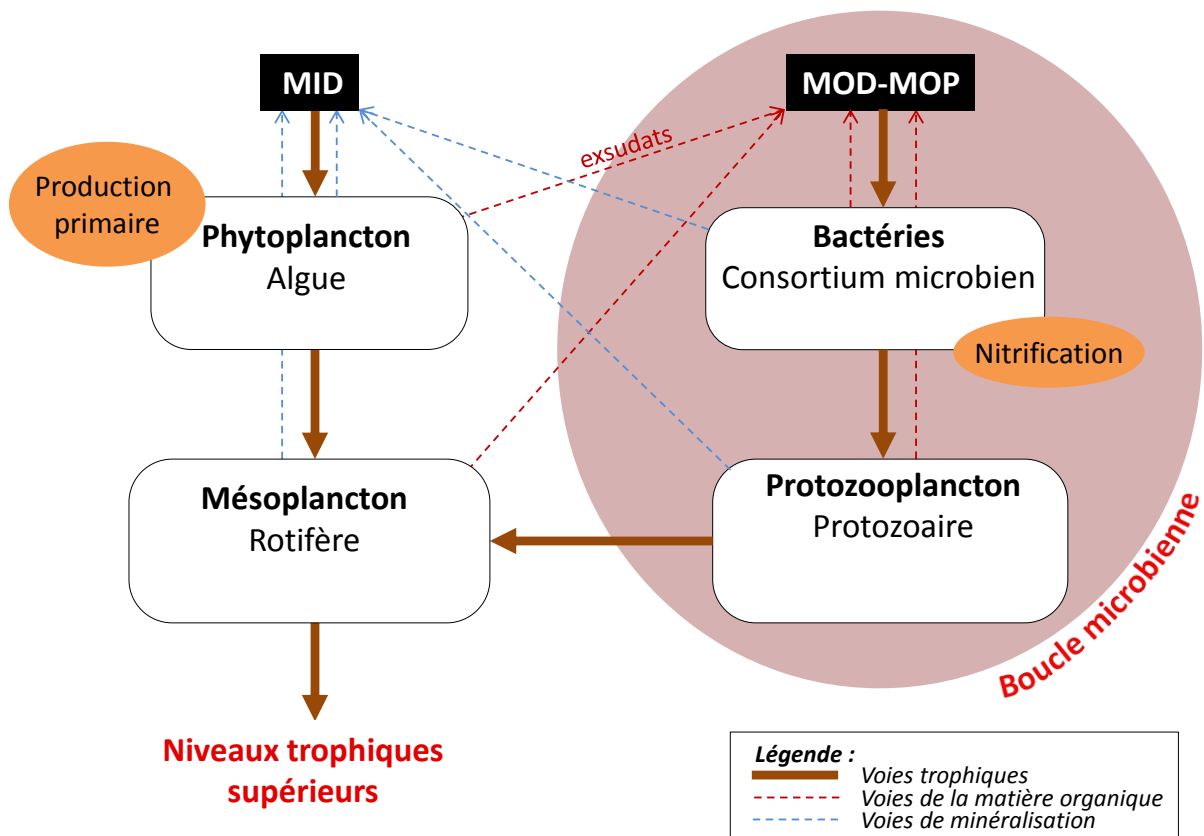 MID
MOD-MOP
exsudats
Production
primaire
Phytoplancton
Algue
Bactéries
Consortium microbien
Nitrification
Mésoplancton
Rotifère
Protozooplancton
Protozoaire
Boucle microbienne
Niveaux trophiques
supérieurs
Légende :
Voies trophiques
Voies de la matière organique
Voies de minéralisation